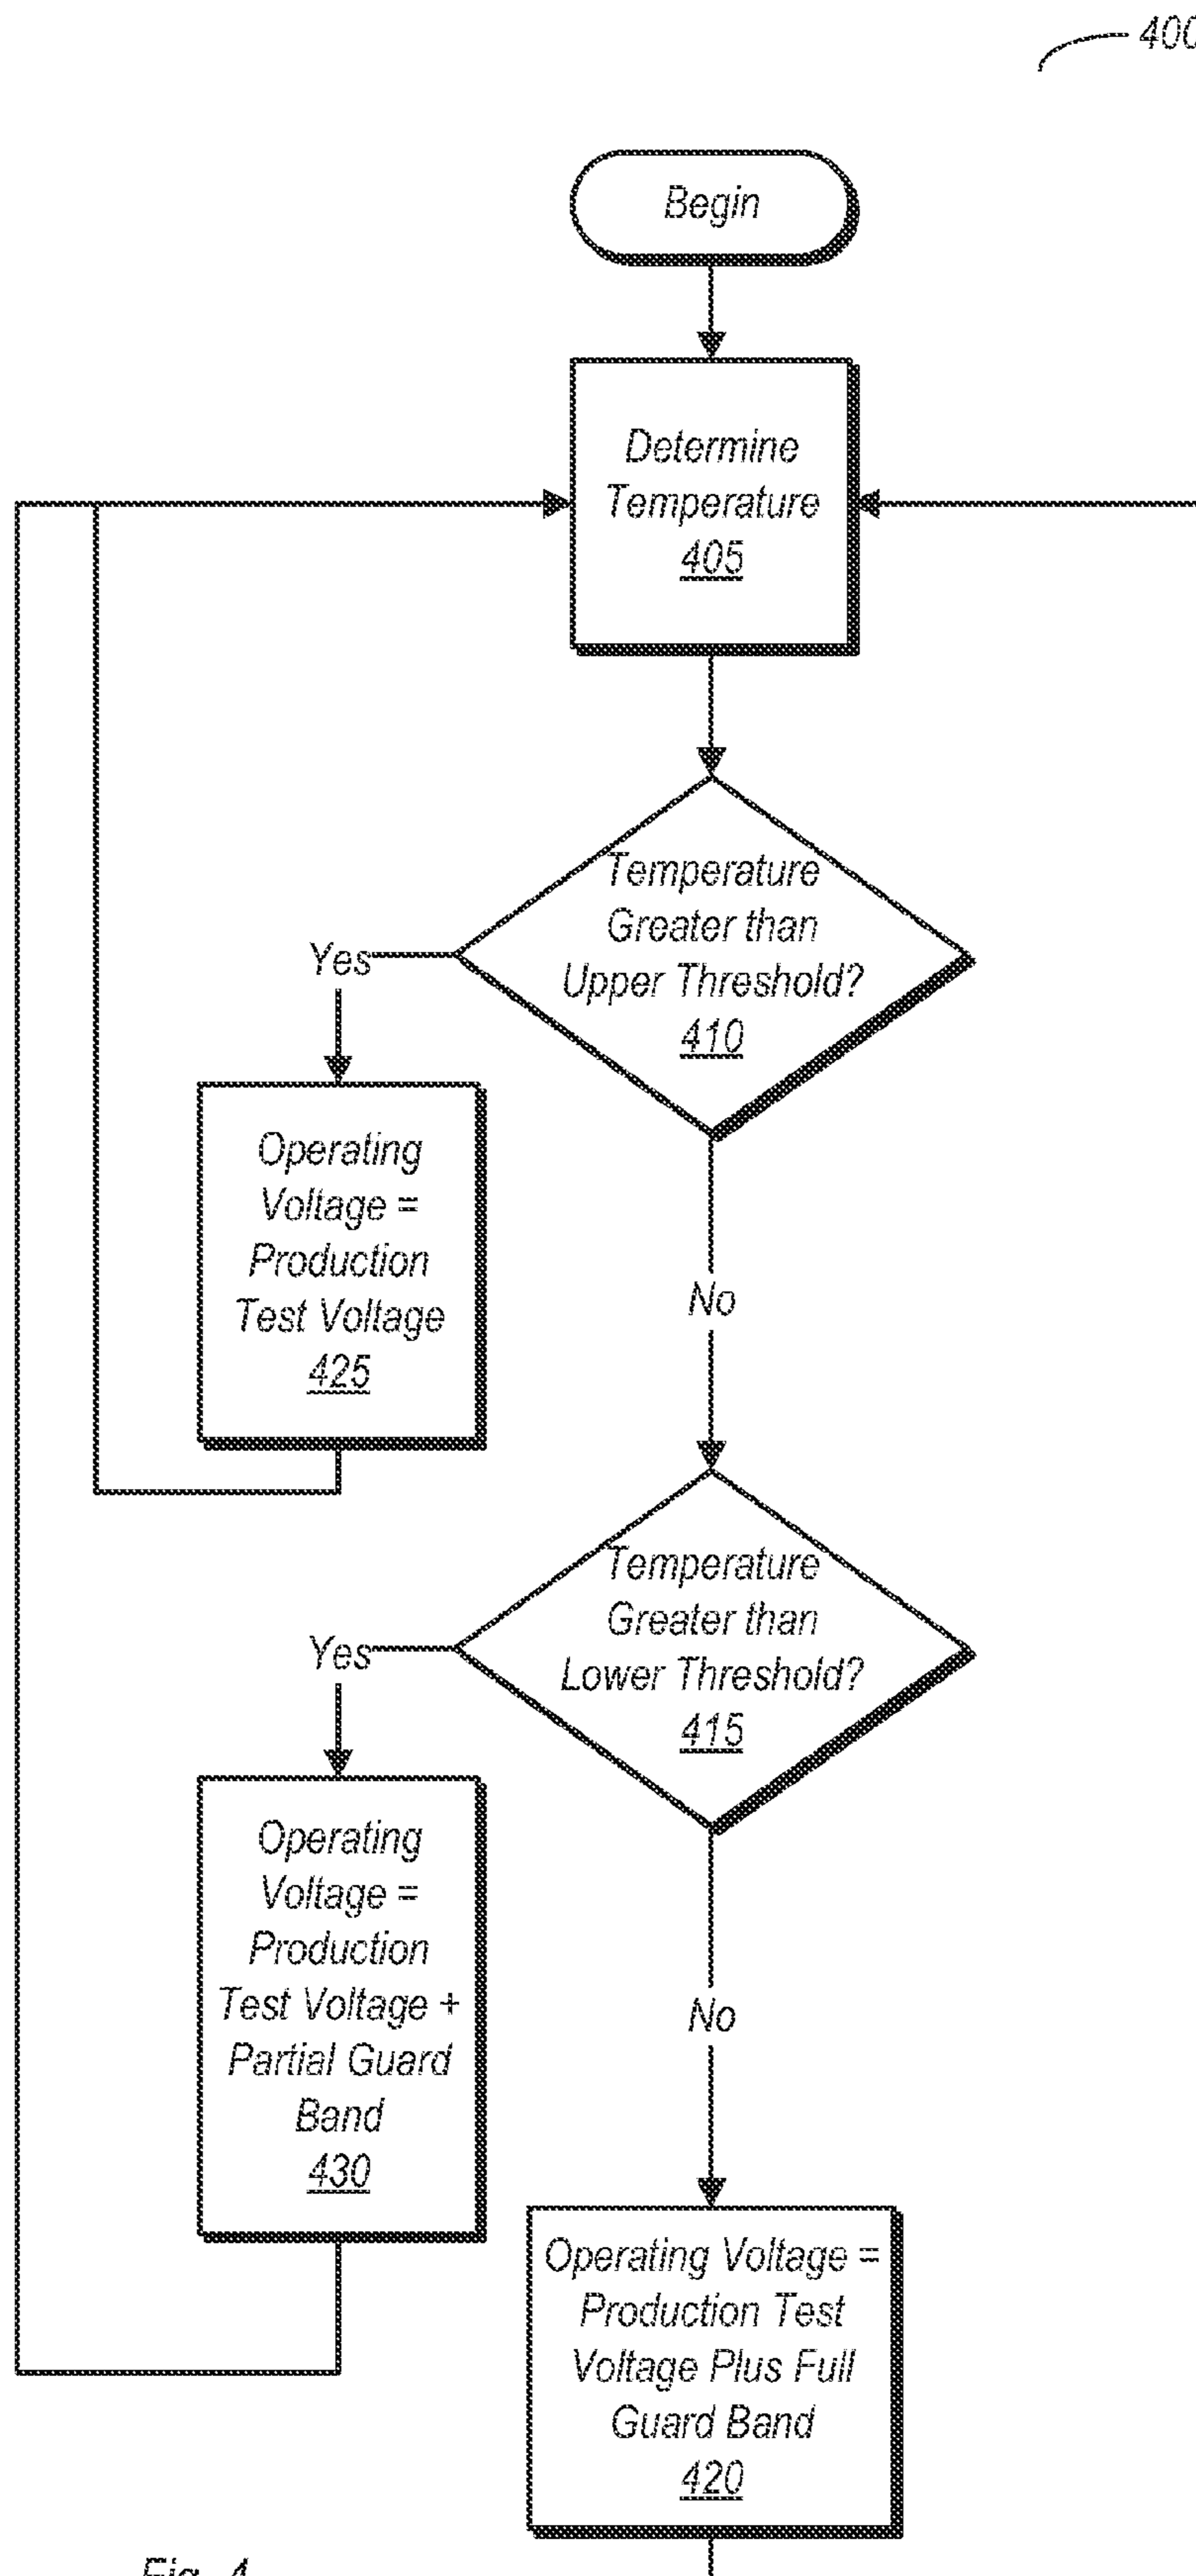 400
Begin
Determine
Temperature
405
Temperature
Greater than
Upper Threshold?
410
Yes
Operating
Voltage =
Production
Test Voltage
425
No
Temperature
Greater than
Lower Threshold?
415
Yes
Operating
Voltage =
Production
Test Voltage +
Partial Guard
Band
430
No
Operating Voltage =
Production Test
Voltage Plus Full
Guard Band
420
Fig. 4